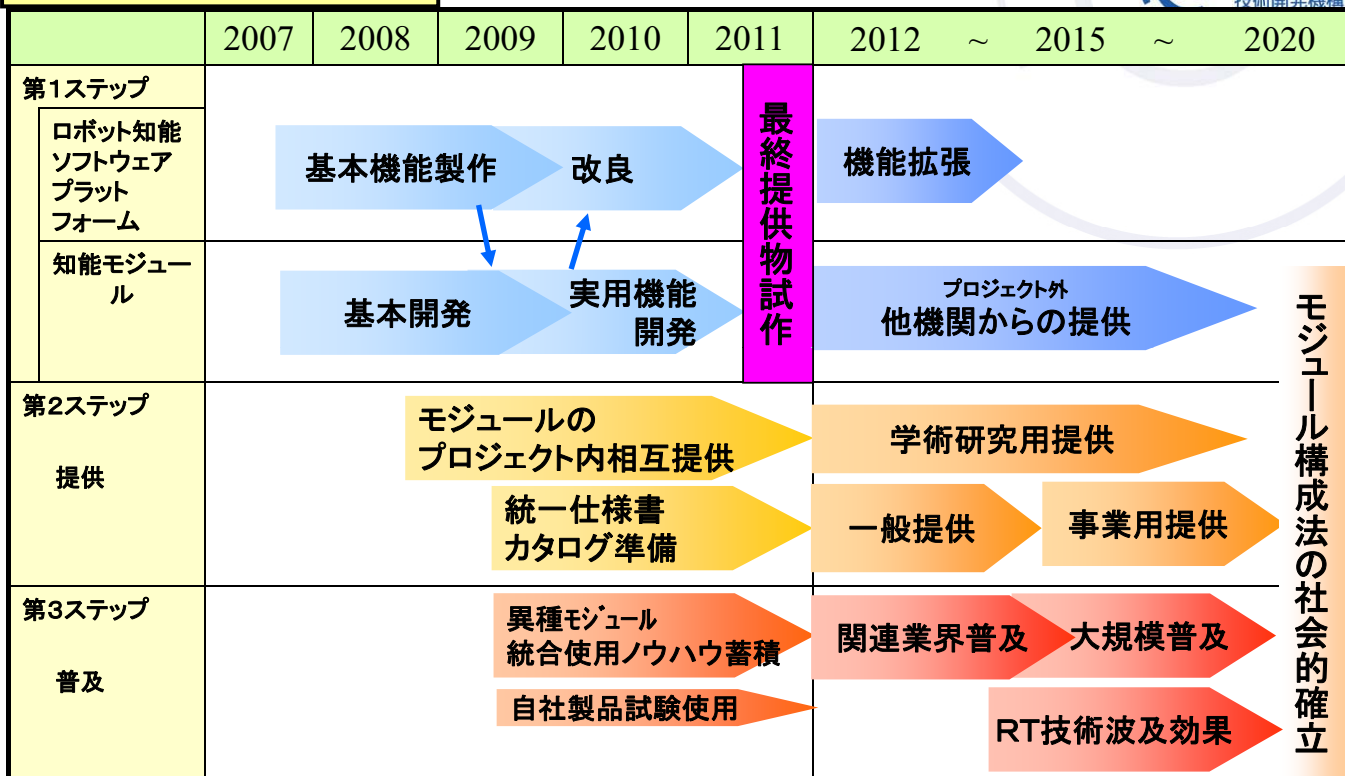 技術開発機構
2007
2008
2009
2010
2011
2012 ~ 2015 ~ 2020
第1ステップ
ロボット知能
ソフトウェア
プラット
フォーム
基本機能製作
改良
最終提供物試作
機能拡張
知能モジュー
ル
基本開発
実用機能
開発
プロジェクト外
他機関からの提供
モジュール構成法の社会的確立
第2ステップ
提供
モジュールの
プロジェクト内相互提供
学術研究用提供
統一仕様書
カタログ準備
一般提供
事業用提供
第3ステップ
普及
異種モジュール
統合使用ノウハウ蓄積
関連業界普及
大規模普及
自社製品試験使用
RT技術波及効果